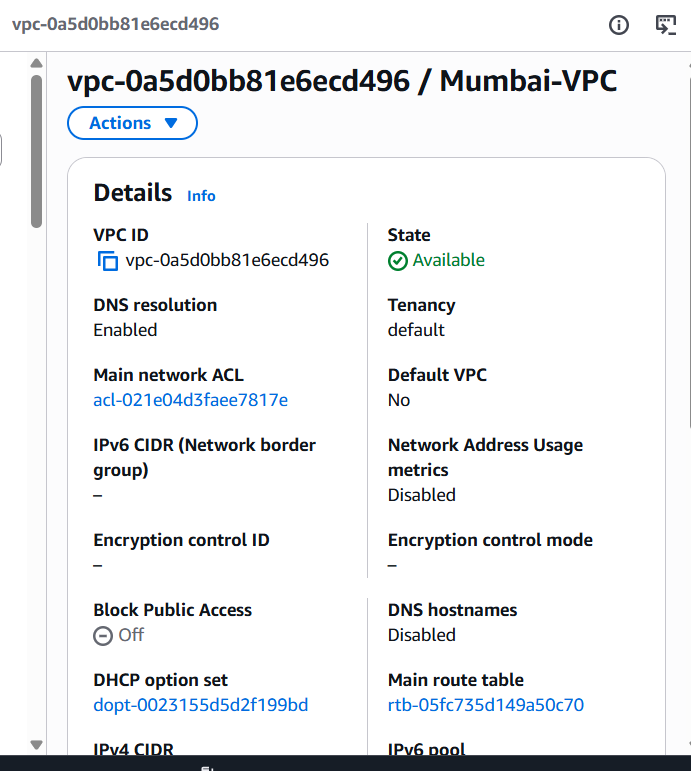 vpc-0a5d0bb81e6ecd496
vpc-0a5d0bb81e6ecd496 / Mumbai-VPC
Actions
Details Info
VPC ID
vpc-0a5d0bb81e6ecd496
State
Available
DNS resolution
Enabled
Tenancy
default
Main network ACL
acl-021e04d3faee7817e
Default VPC
No
IPv6 CIDR (Network border
group)
–
Network Address Usage
metrics
Disabled
Encryption control ID
–
Encryption control mode
–
Block Public Access
Off
DNS hostnames
Disabled
DHCP option set
dopt-0023155d5d2f199bd
Main route table
rtb-05fc735d149a50c70
IPv4 CIDR
IPv6 pool